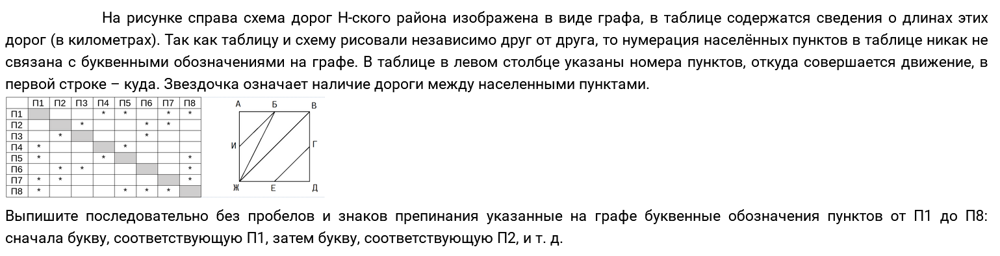 На рисунке справа схема дорог Н-ского района изображена в виде графа, в таблице содержатся сведения о длинах этих
дорог (в километрах). Так как таблицу и схему рисовали независимо друг от друга, то нумерация населённых пунктов в таблице никак не
связана с буквенными обозначениями на графе. В таблице в левом столбце указаны номера пунктов, откуда совершается движение, в
первой строке – куда. Звездочка означает наличие дороги между населенными пунктами.
П1 П2 П3 П4 П5 П6 П7 П8
П1 * * * *
П2 * * *
П3 * *
П4 * *
П5 * * *
П6 * * *
П7 * * *
П8 * * * *
А Б В
И Г
Ж Е Д
Выпишите последовательно без пробелов и знаков препинания указанные на графе буквенные обозначения пунктов от П1 до П8:
сначала букву, соответствующую П1, затем букву, соответствующую П2, и т. д.